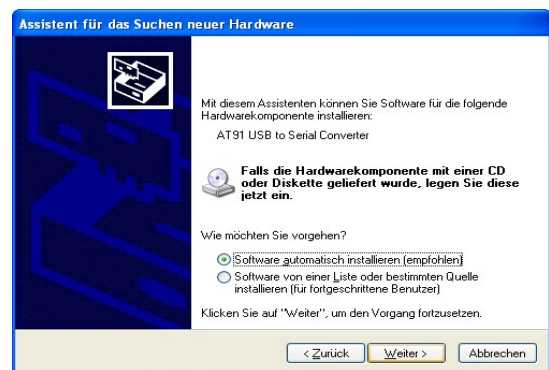 Assistent für das Suchen neuer Hardware
Mit diesem Assistenten können Sie Software für die folgende
Hardwarekomponente installieren:
AT91 USB to Serial Converter
Falls die Hardwarekomponente mit einer CD
oder Diskette geliefert wurde, legen Sie diese
jetzt ein.
Wie möchten Sie vorgehen?
Software automatisch installieren (empfohlen)
Software von einer Liste oder bestimmten Quelle
installieren (für fortgeschrittene Benutzer)
Klicken Sie auf "Weiter", um den Vorgang fortzusetzen.
< Zurück
Weiter >
Abbrechen